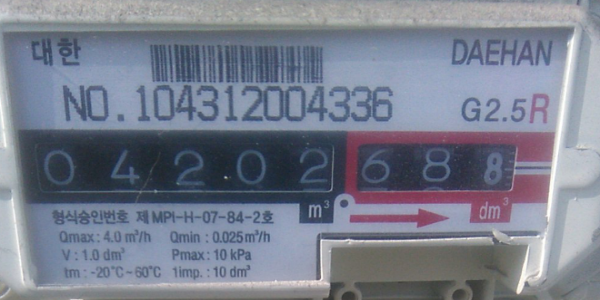 대한
DAEHAN
NO.104312004336
G2.5R
04202 688
m³
dm³
형식승인번호 제 MPI-H-07-84-2호
Qmax : 4.0 m³/h Qmin : 0.025 m³/h
V : 1.0 dm³ Pmax : 10 kPa
tm : -20°C~60°C 1imp. : 10 dm³